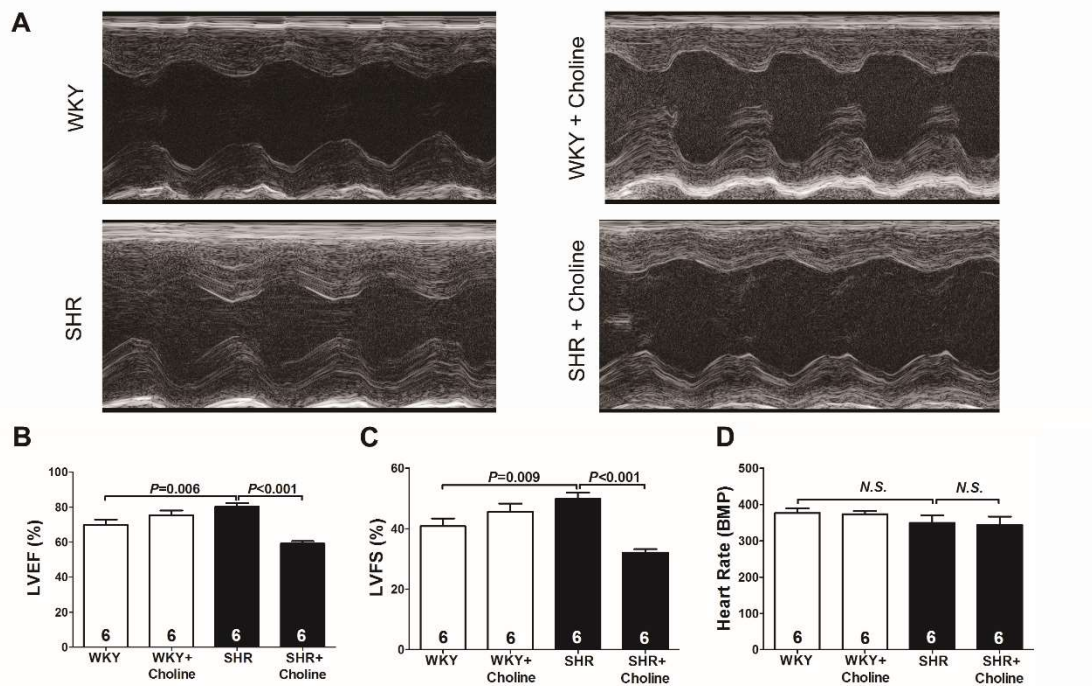 A
WKY
WKY + Choline
SHR
SHR + Choline
B
LVEF (%)
100
80
60
40
20
0
P=0.006
P<0.001
6
6
6
6
WKY
WKY+
Choline
SHR
SHR+
Choline
C
LVFS (%)
60
40
20
0
P=0.009
P<0.001
6
6
6
6
WKY
WKY+
Choline
SHR
SHR+
Choline
D
Heart Rate (BMP)
500
400
300
200
100
0
N.S.
N.S.
6
6
6
6
WKY
WKY+
Choline
SHR
SHR+
Choline